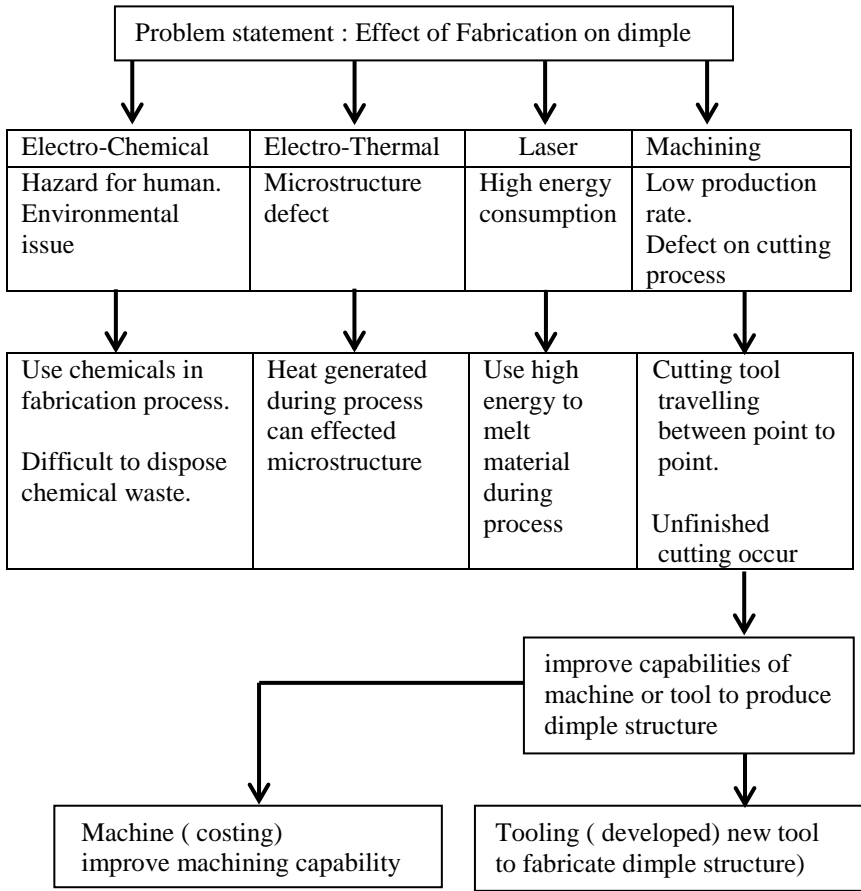 Problem statement : Effect of Fabrication on dimple
Electro-Chemical
Electro-Thermal
Laser
Machining
Hazard for human.
Environmental
issue
Microstructure
defect
High energy
consumption
Low production
rate.
Defect on cutting
process
Use chemicals in
fabrication process.
Difficult to dispose
chemical waste.
Heat generated
during process
can effected
microstructure
Use high
energy to
melt
material
during
process
Cutting tool
travelling
between point to
point.
Unfinished
cutting occur
improve capabilities of
machine or tool to produce
dimple structure
Machine ( costing)
improve machining capability
Tooling ( developed) new tool
to fabricate dimple structure)